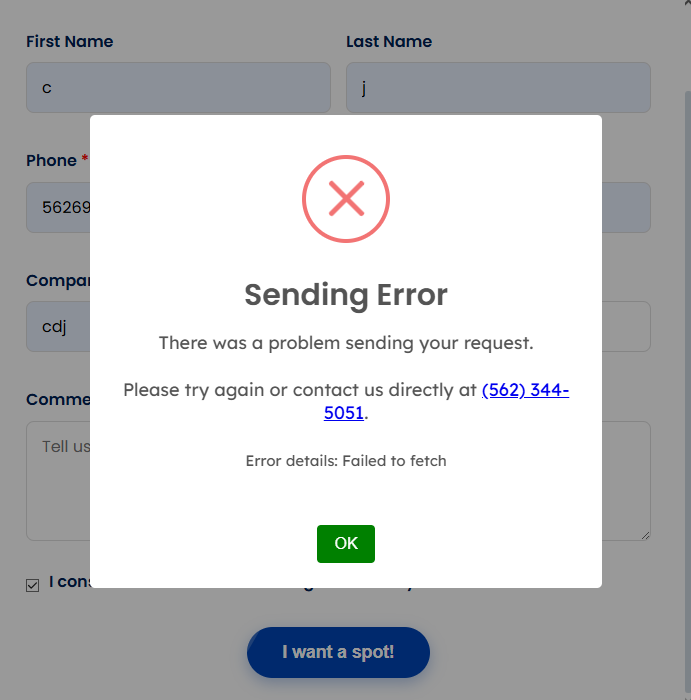 First Name Last Name
c j
Phone *
56269
Sending Error
Compar
There was a problem sending your request.
cdj
Please try again or contact us directly at (562) 344-
5051.
Comme
Tell us
Error details: Failed to fetch
OK
I cons
I want a spot!